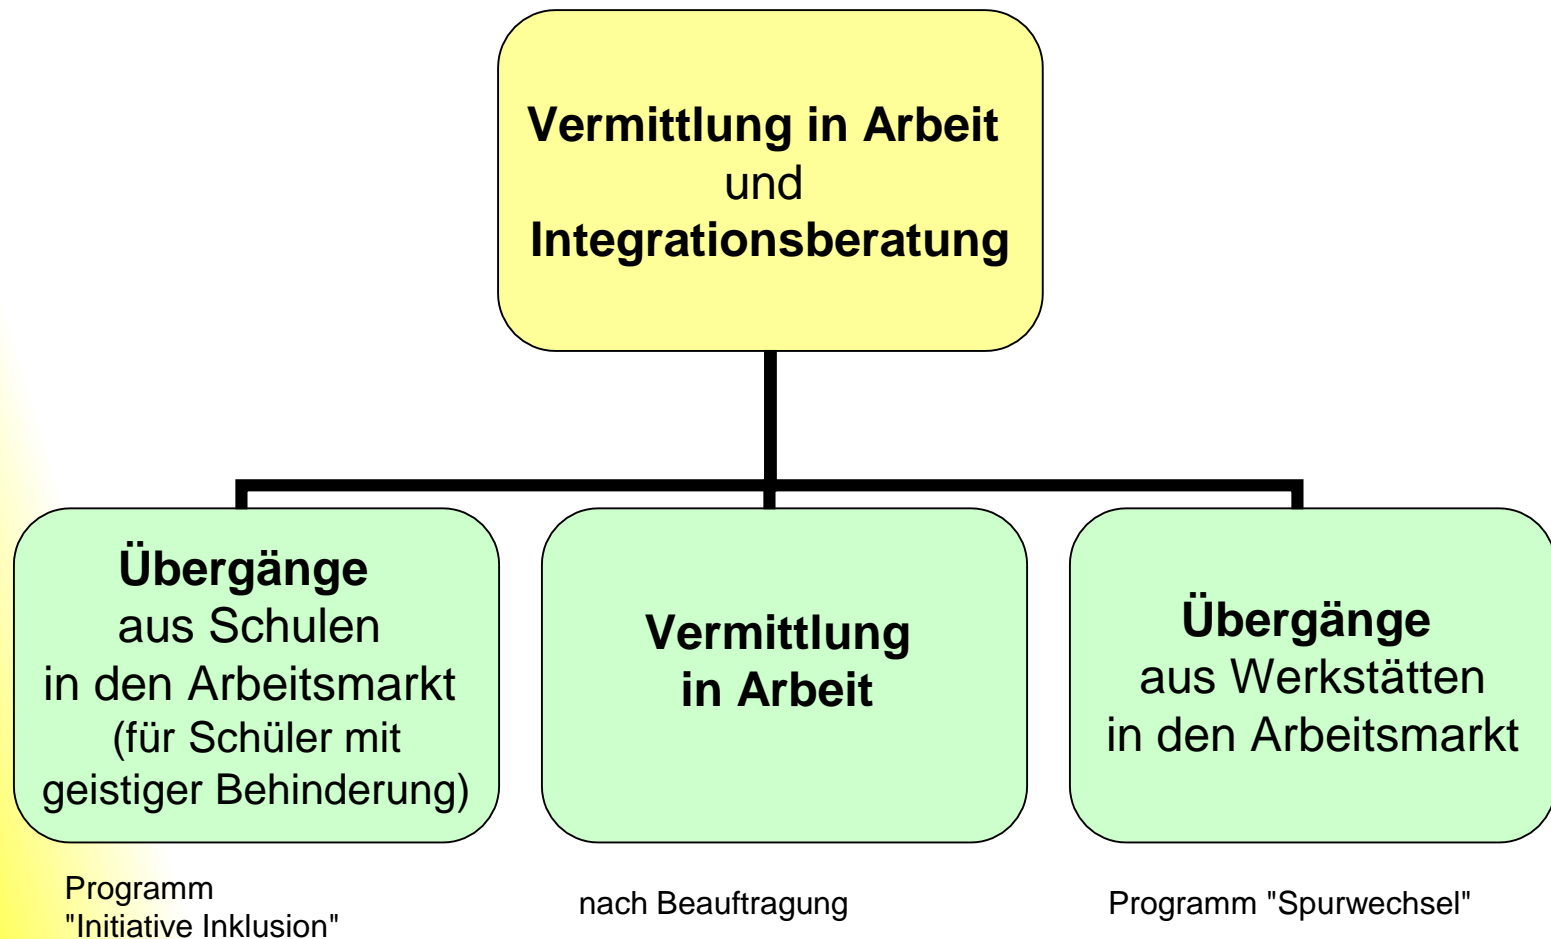 Vermittlung in Arbeit
und
Integrationsberatung
Übergänge
aus Schulen
in den Arbeitsmarkt
(für Schüler mit
geistiger Behinderung)
Vermittlung
in Arbeit
Übergänge
aus Werkstätten
in den Arbeitsmarkt
Programm
"Initiative Inklusion"
nach Beauftragung
Programm "Spurwechsel"